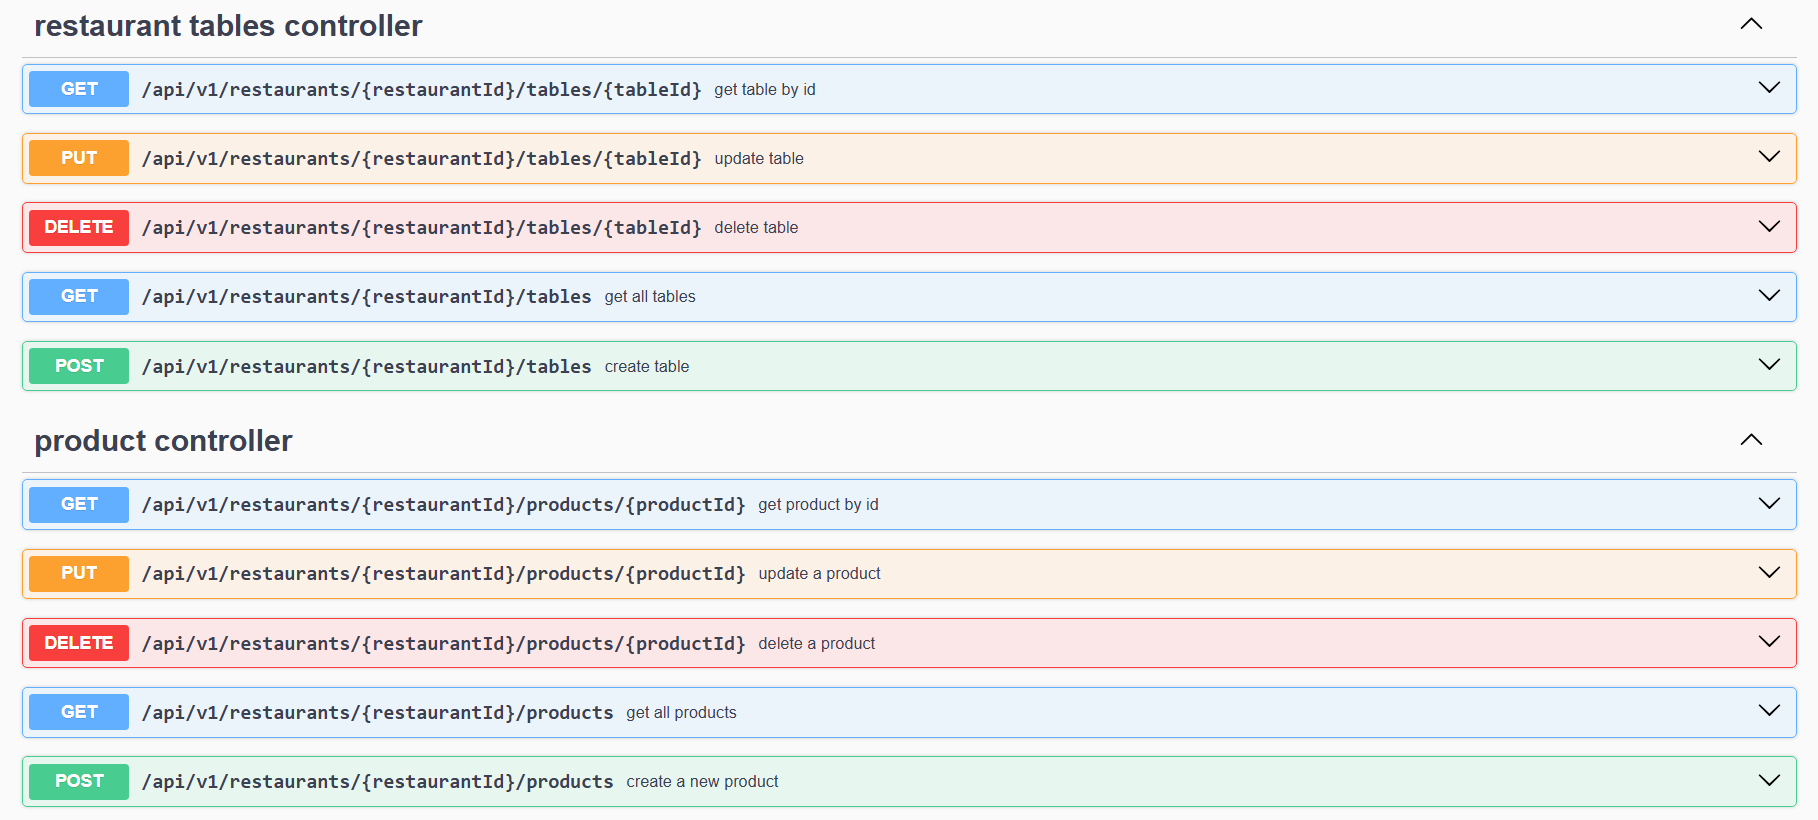 restaurant tables controller
GET /api/v1/restaurants/{restaurantId}/tables/{tableId} get table by id
PUT /api/v1/restaurants/{restaurantId}/tables/{tableId} update table
DELETE /api/v1/restaurants/{restaurantId}/tables/{tableId} delete table
GET /api/v1/restaurants/{restaurantId}/tables get all tables
POST /api/v1/restaurants/{restaurantId}/tables create table
product controller
GET /api/v1/restaurants/{restaurantId}/products/{productId} get product by id
PUT /api/v1/restaurants/{restaurantId}/products/{productId} update a product
DELETE /api/v1/restaurants/{restaurantId}/products/{productId} delete a product
GET /api/v1/restaurants/{restaurantId}/products get all products
POST /api/v1/restaurants/{restaurantId}/products create a new product